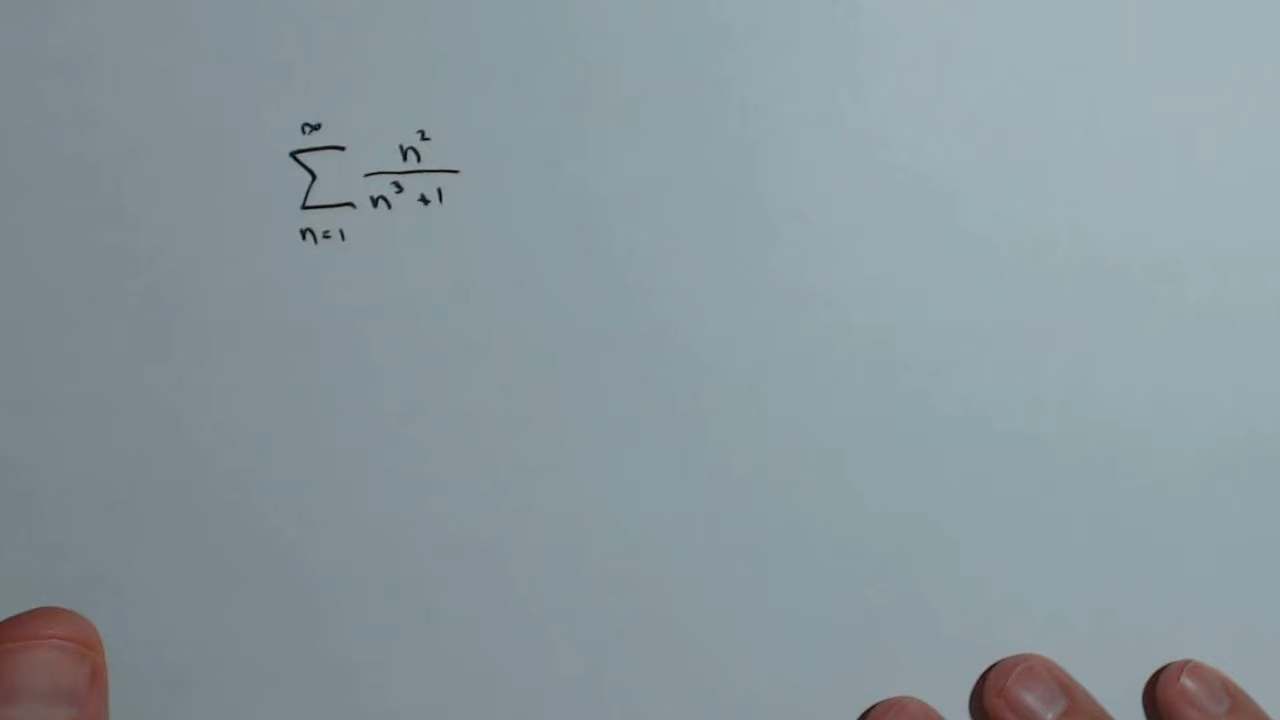 ∞
∑ n² / (n³ + 1)
n=1